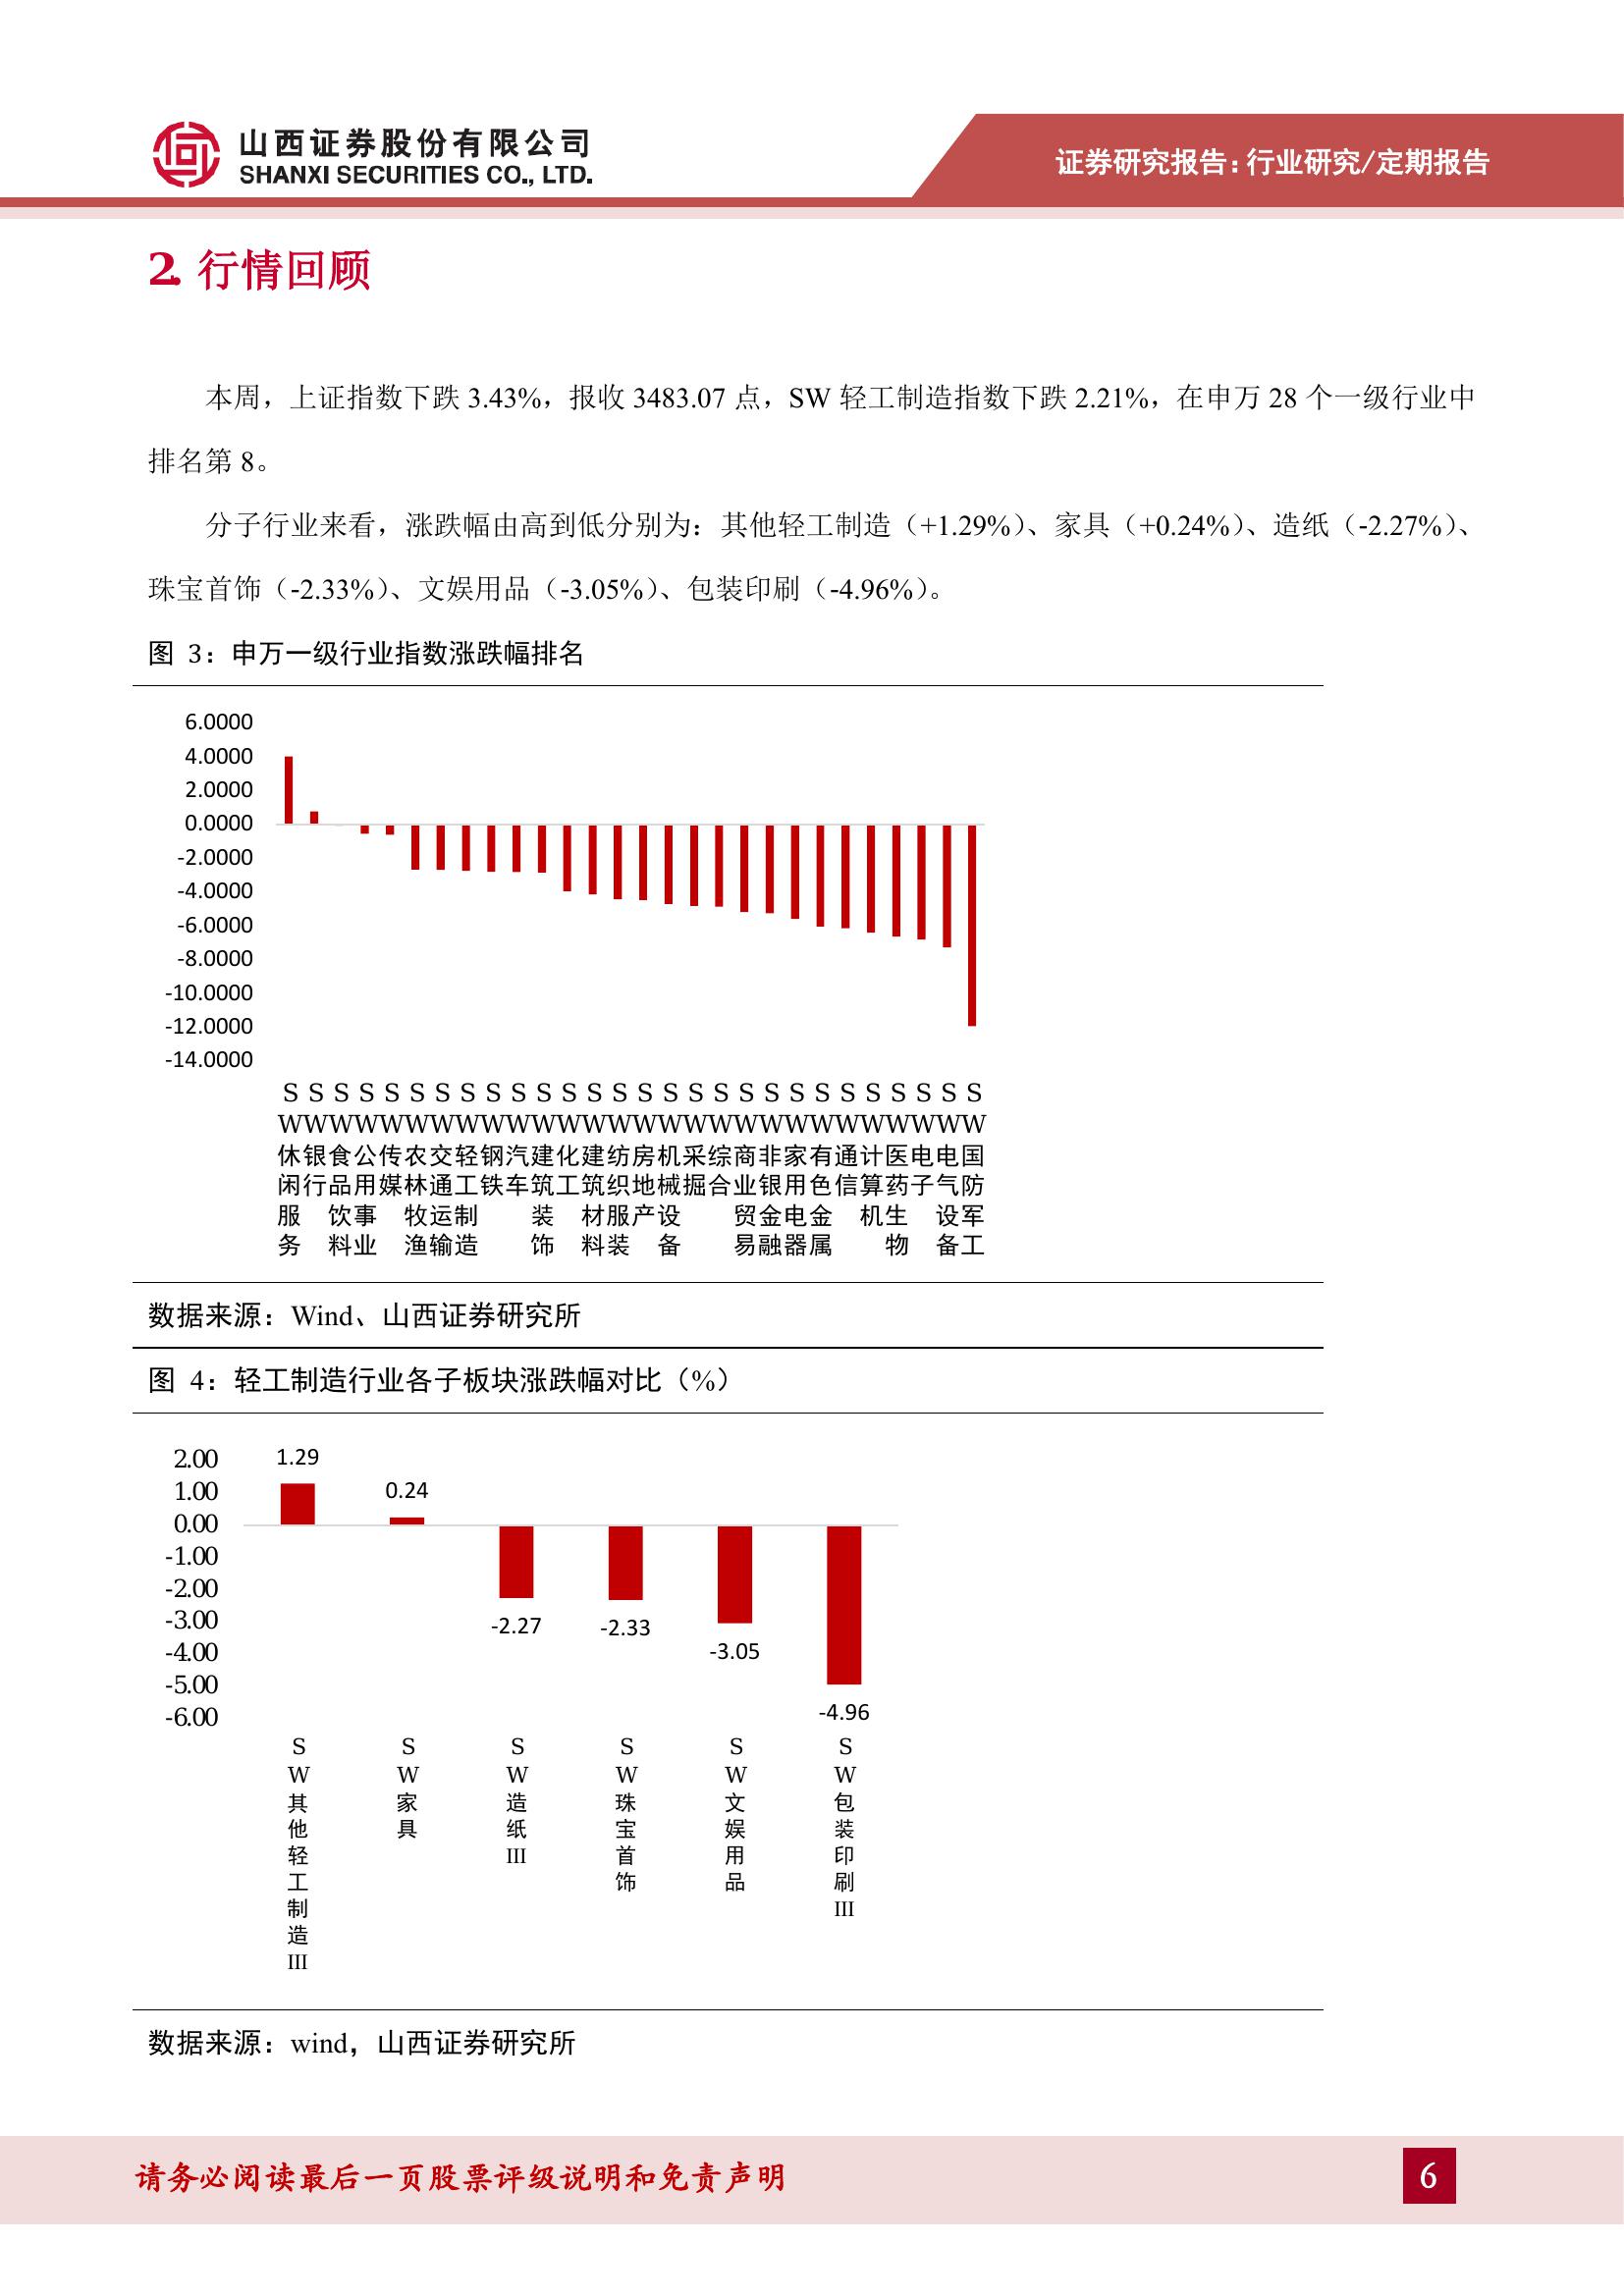 山西证券股份有限公司
SHANXI SECURITIES CO., LTD.
证券研究报告:行业研究/定期报告
2. 行情回顾
本周，上证指数下跌 3.43%，报收 3483.07 点，SW 轻工制造指数下跌 2.21%，在申万 28 个一级行业中
排名第 8。
分子行业来看，涨跌幅由高到低分别为：其他轻工制造（+1.29%）、家具（+0.24%）、造纸（-2.27%）、
珠宝首饰（-2.33%）、文娱用品（-3.05%）、包装印刷（-4.96%）。
图 3：申万一级行业指数涨跌幅排名
6.0000
4.0000
2.0000
0.0000
-2.0000
-4.0000
-6.0000
-8.0000
-10.0000
-12.0000
-14.0000
SW休闲服务
SW银行
SW食品饮料
SW公用事业
SW传媒
SW农林牧渔
SW交通运输
SW轻工制造
SW钢铁
SW汽车
SW建筑装饰
SW化工
SW建筑材料
SW纺织服装
SW房地产
SW机械设备
SW采掘
SW综合
SW商业贸易
SW非银金融
SW家用电器
SW有色金属
SW通信
SW计算机
SW医药生物
SW电子
SW电气设备
SW国防军工
数据来源：Wind、山西证券研究所
图 4：轻工制造行业各子板块涨跌幅对比（%）
2.00
1.00
0.00
-1.00
-2.00
-3.00
-4.00
-5.00
-6.00
1.29
0.24
-2.27
-2.33
-3.05
-4.96
SW其他轻工制造III
SW家具
SW造纸III
SW珠宝首饰
SW文娱用品
SW包装印刷III
数据来源：wind，山西证券研究所
请务必阅读最后一页股票评级说明和免责声明
6